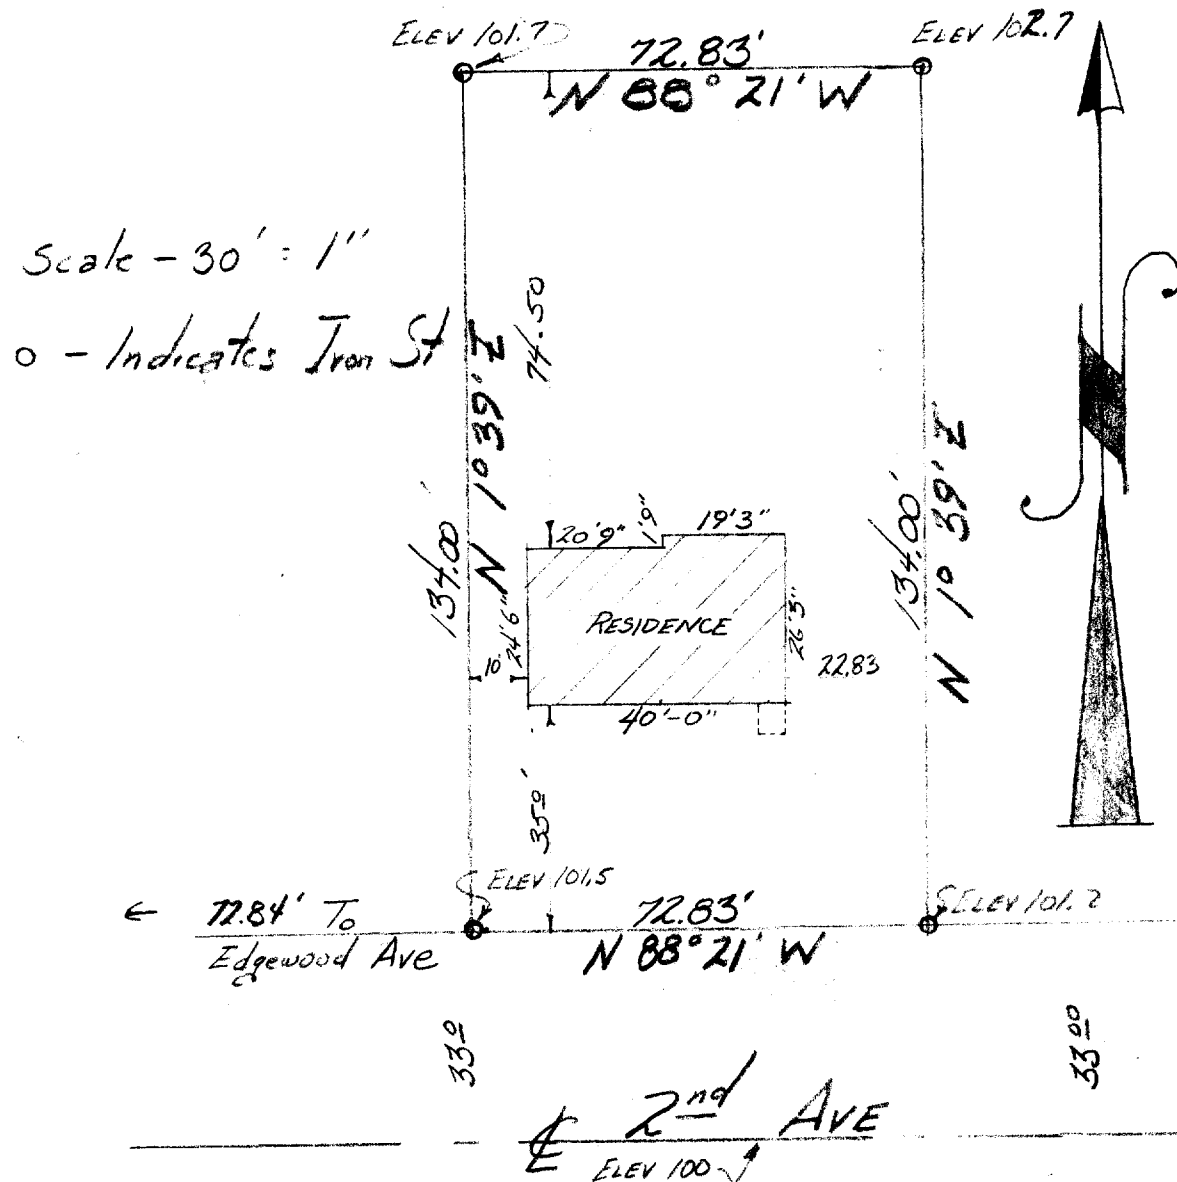 ELEV 101.7
72.83'
ELEV 102.7
N 88° 21' W
Scale - 30' = 1"
o - Indicates Iron St
N 1° 39' E
134.00'
74.50
N 1° 39' E
134.00'
20'9"
1'9"
19'3"
RESIDENCE
24'6"
26'3"
10'
22.83
40'-0"
35.0'
ELEV 101.5
← 72.84' To
Edgewood Ave
72.83'
N 88° 21' W
ELEV 101.2
33.0
33.00
℄ 2nd AVE
ELEV 100
N